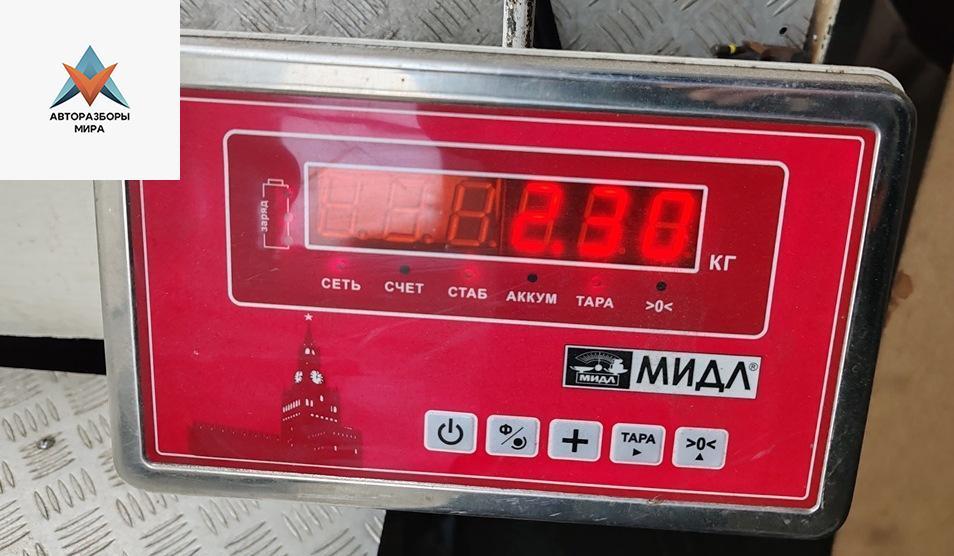 АВТОРАЗБОРЫ
МИРА
заряд
2.30
КГ
СЕТЬ СЧЕТ СТАБ АККУМ ТАРА >0<
МИДЛ МИДЛ®
Ф ТАРА >0<